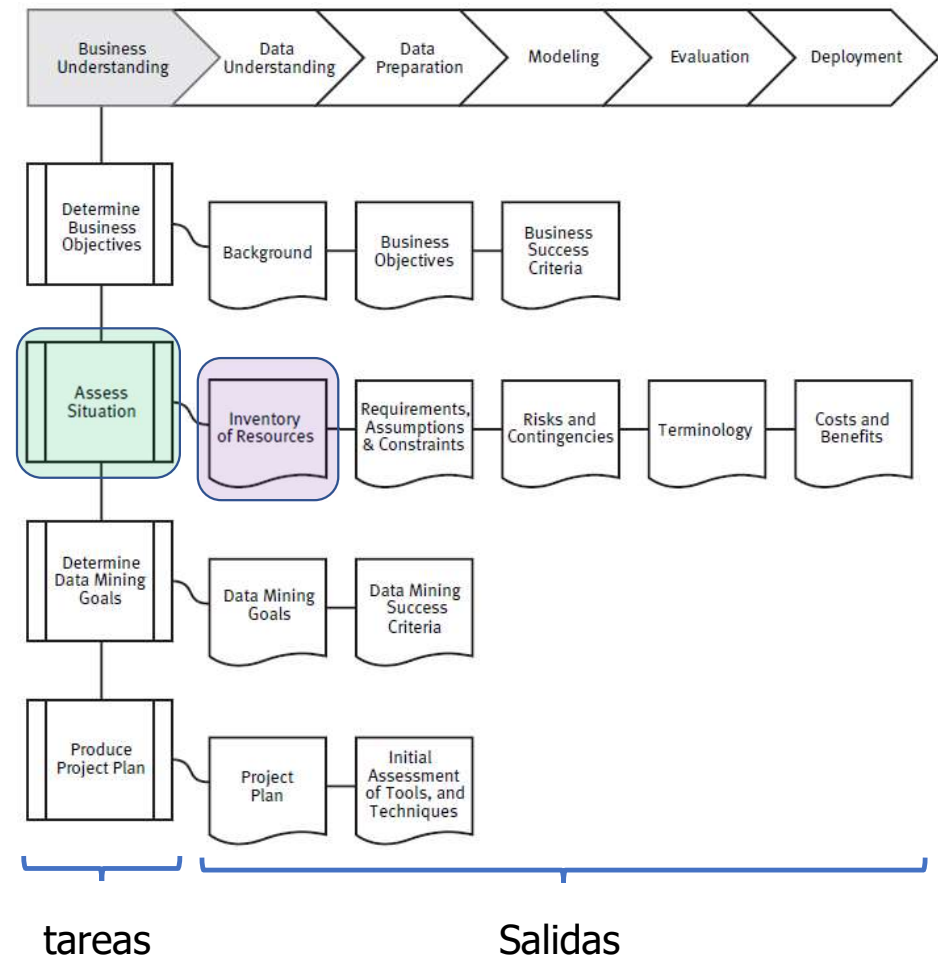 Business
Understanding
Data
Understanding
Data
Preparation
Modeling
Evaluation
Deployment
Determine
Business
Objectives
Background
Business
Objectives
Business
Success
Criteria
Assess
Situation
Inventory
of Resources
Requirements,
Assumptions
& Constraints
Risks and
Contingencies
Terminology
Costs and
Benefits
Determine
Data Mining
Goals
Data Mining
Goals
Data Mining
Success
Criteria
Produce
Project Plan
Project
Plan
Initial
Assessment
of Tools, and
Techniques
tareas
Salidas